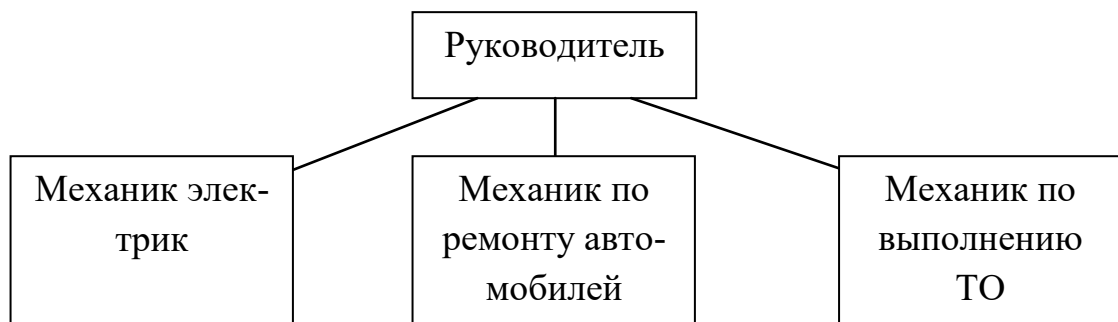 Руководитель
Механик элек-
трик
Механик по
ремонту авто-
мобилей
Механик по
выполнению
ТО